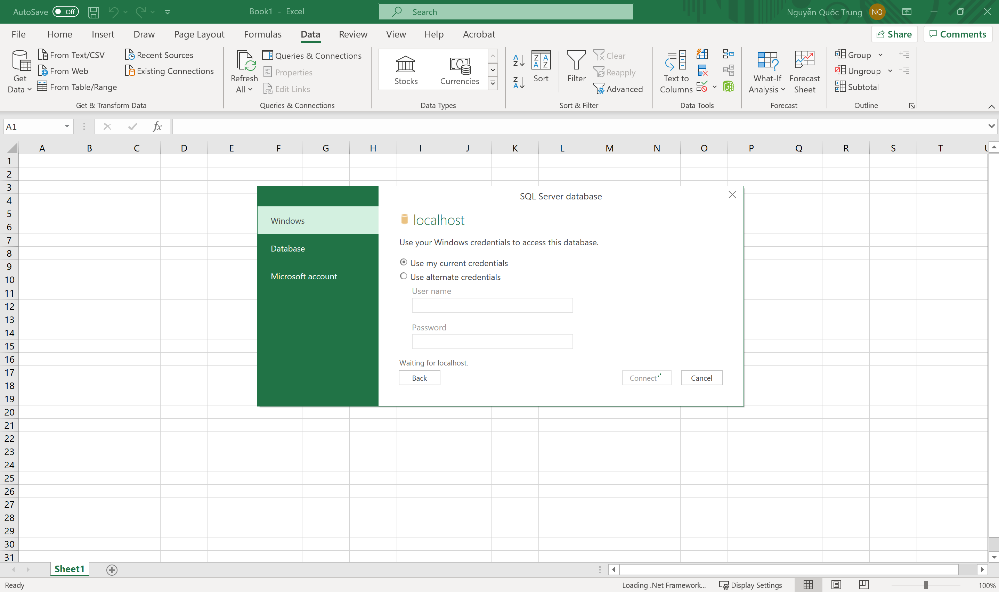 AutoSave Off Book1 - Excel Search Nguyễn Quốc Trung NQ
File Home Insert Draw Page Layout Formulas Data Review View Help Acrobat Share Comments
Get Data
From Text/CSV
From Web
From Table/Range
Recent Sources
Existing Connections
Get & Transform Data
Refresh All
Queries & Connections
Properties
Edit Links
Queries & Connections
Stocks Currencies
Data Types
Sort
Filter
Clear
Reapply
Advanced
Sort & Filter
Text to Columns
Data Tools
What-If Analysis
Forecast Sheet
Forecast
Group
Ungroup
Subtotal
Outline
A1 fx
A B C D E F G H I J K L M N O P Q R S T
1
2
3
4
5
6
7
8
9
10
11
12
13
14
15
16
17
18
19
20
21
22
23
24
25
26
27
28
29
30
31
SQL Server database
Windows
Database
Microsoft account
localhost
Use your Windows credentials to access this database.
Use my current credentials
Use alternate credentials
User name
Password
Waiting for localhost.
Back Connect Cancel
Sheet1
Ready Loading .Net Framework... Display Settings 100%